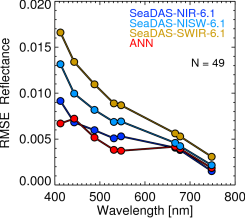 0.020
0.015
0.010
0.005
0.000
RMSE Reflectance
SeaDAS-NIR-6.1
SeaDAS-NISW-6.1
SeaDAS-SWIR-6.1
ANN
N = 49
400 500 600 700 800
Wavelength [nm]